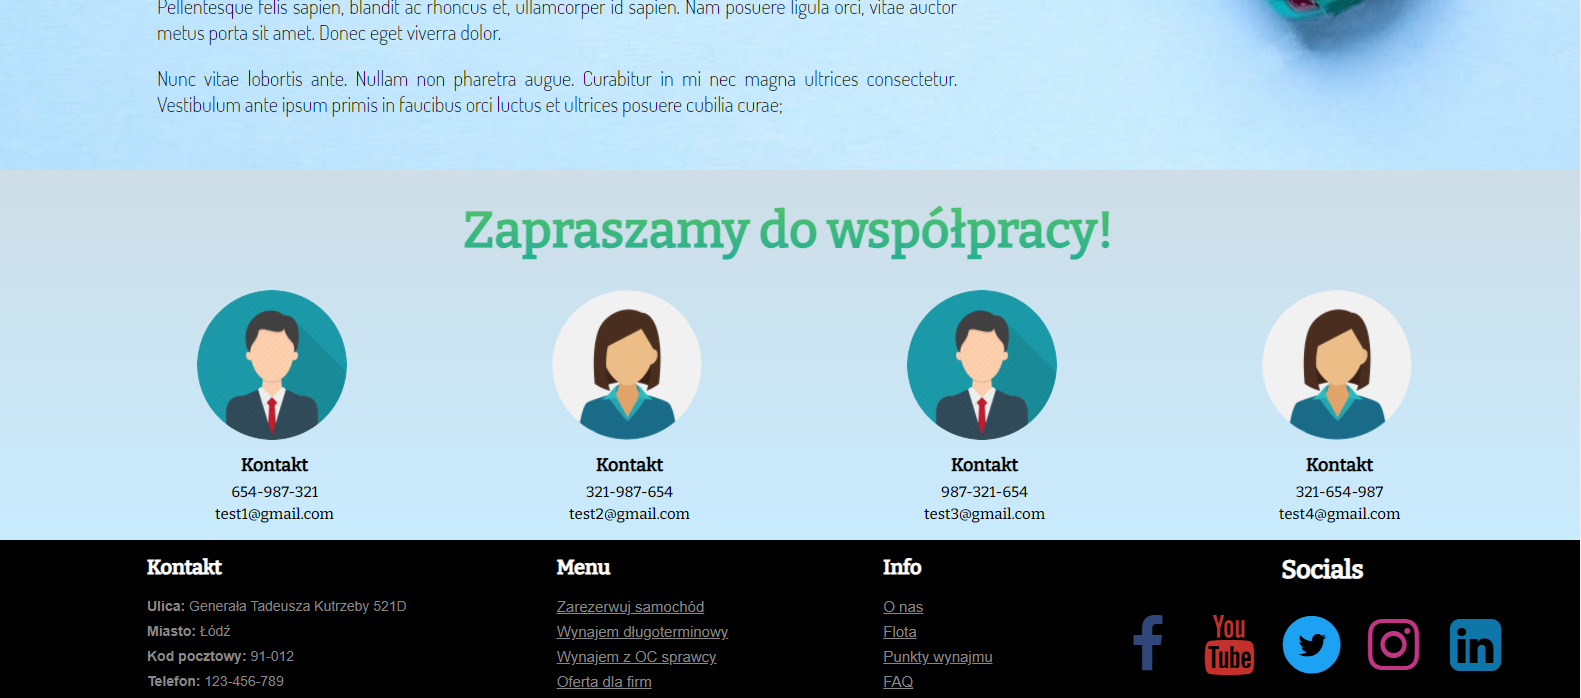 Pellentesque felis sapien, blandit ac rhoncus et, ullamcorper id sapien. Nam posuere ligula orci, vitae auctor
metus porta sit amet. Donec eget viverra dolor.
Nunc vitae lobortis ante. Nullam non pharetra augue. Curabitur in mi nec magna ultrices consectetur.
Vestibulum ante ipsum primis in faucibus orci luctus et ultrices posuere cubilia curae;
Zapraszamy do współpracy!
Kontakt
654-987-321
test1@gmail.com
Kontakt
321-987-654
test2@gmail.com
Kontakt
987-321-654
test3@gmail.com
Kontakt
321-654-987
test4@gmail.com
Kontakt
Ulica: Generała Tadeusza Kutrzeby 521D
Miasto: Łódź
Kod pocztowy: 91-012
Telefon: 123-456-789
Menu
Zarezerwuj samochód
Wynajem długoterminowy
Wynajem z OC sprawcy
Oferta dla firm
Info
O nas
Flota
Punkty wynajmu
FAQ
Socials
f
You
Tube
in